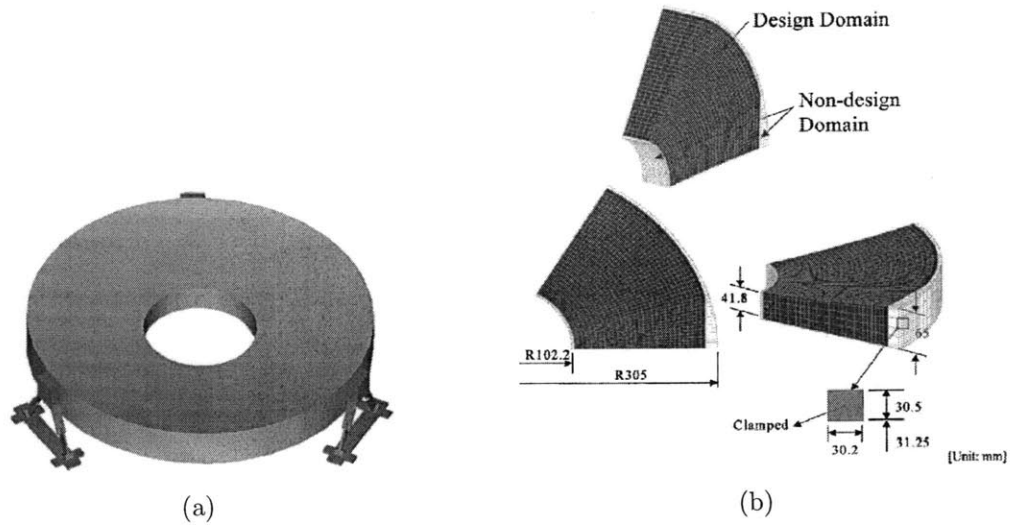 Design Domain
Non-design
Domain
41.8
65
R102.2
R305
Clamped
30.5
30.2
31.25
[Unit: mm]
(a)
(b)